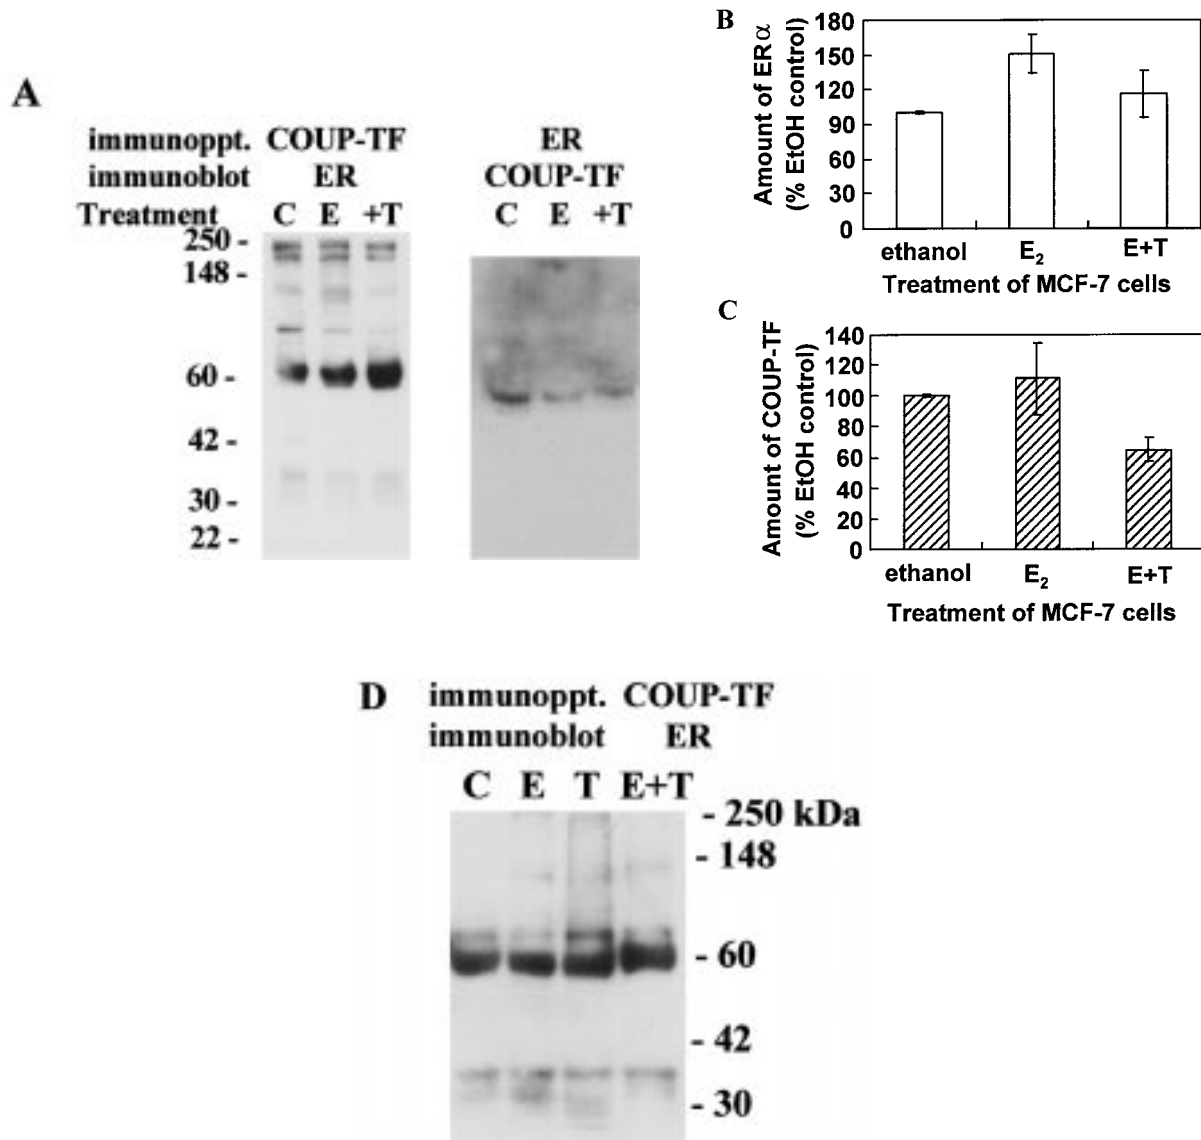 A
immunoppt. COUP-TF
immunoblot ER
Treatment C E +T
250 -
148 -
60 -
42 -
30 -
22 -
ER
COUP-TF
C E +T
B
Amount of ERα
(% EtOH control)
180
150
120
90
60
30
0
ethanol E₂ E+T
Treatment of MCF-7 cells
C
Amount of COUP-TF
(% EtOH control)
140
120
100
80
60
40
20
0
ethanol E₂ E+T
Treatment of MCF-7 cells
D
immunoppt. COUP-TF
immunoblot ER
C E T E+T
- 250 kDa
- 148
- 60
- 42
- 30